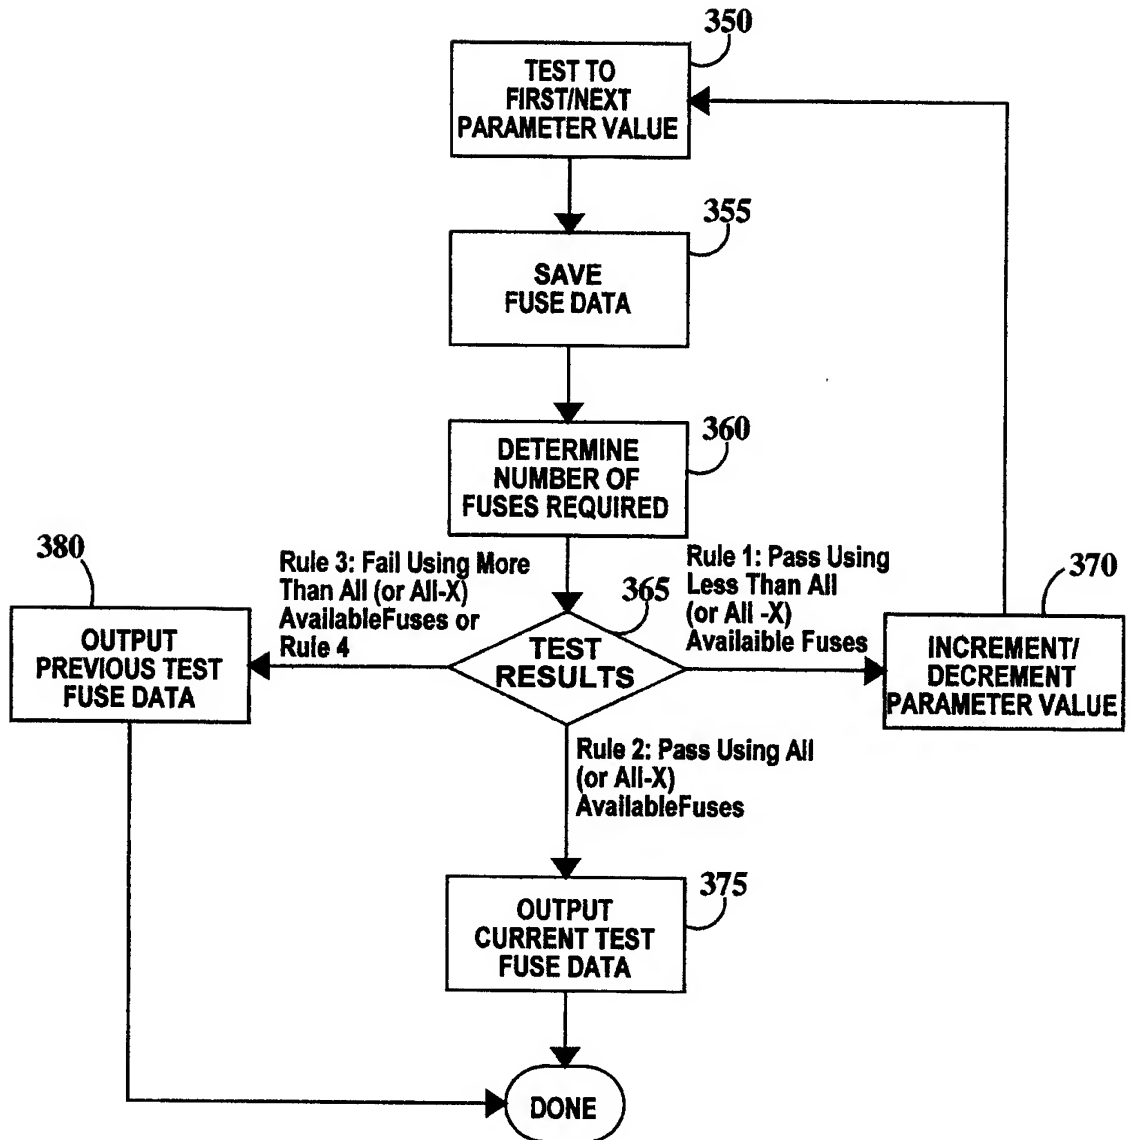 350
TEST TO
FIRST/NEXT
PARAMETER VALUE
355
SAVE
FUSE DATA
360
DETERMINE
NUMBER OF
FUSES REQUIRED
380
Rule 3: Fail Using More
Than All (or All-X)
AvailableFuses or
Rule 4
365
Rule 1: Pass Using
Less Than All
(or All -X)
Availaible Fuses
370
OUTPUT
PREVIOUS TEST
FUSE DATA
TEST
RESULTS
INCREMENT/
DECREMENT
PARAMETER VALUE
Rule 2: Pass Using All
(or All-X)
AvailableFuses
375
OUTPUT
CURRENT TEST
FUSE DATA
DONE